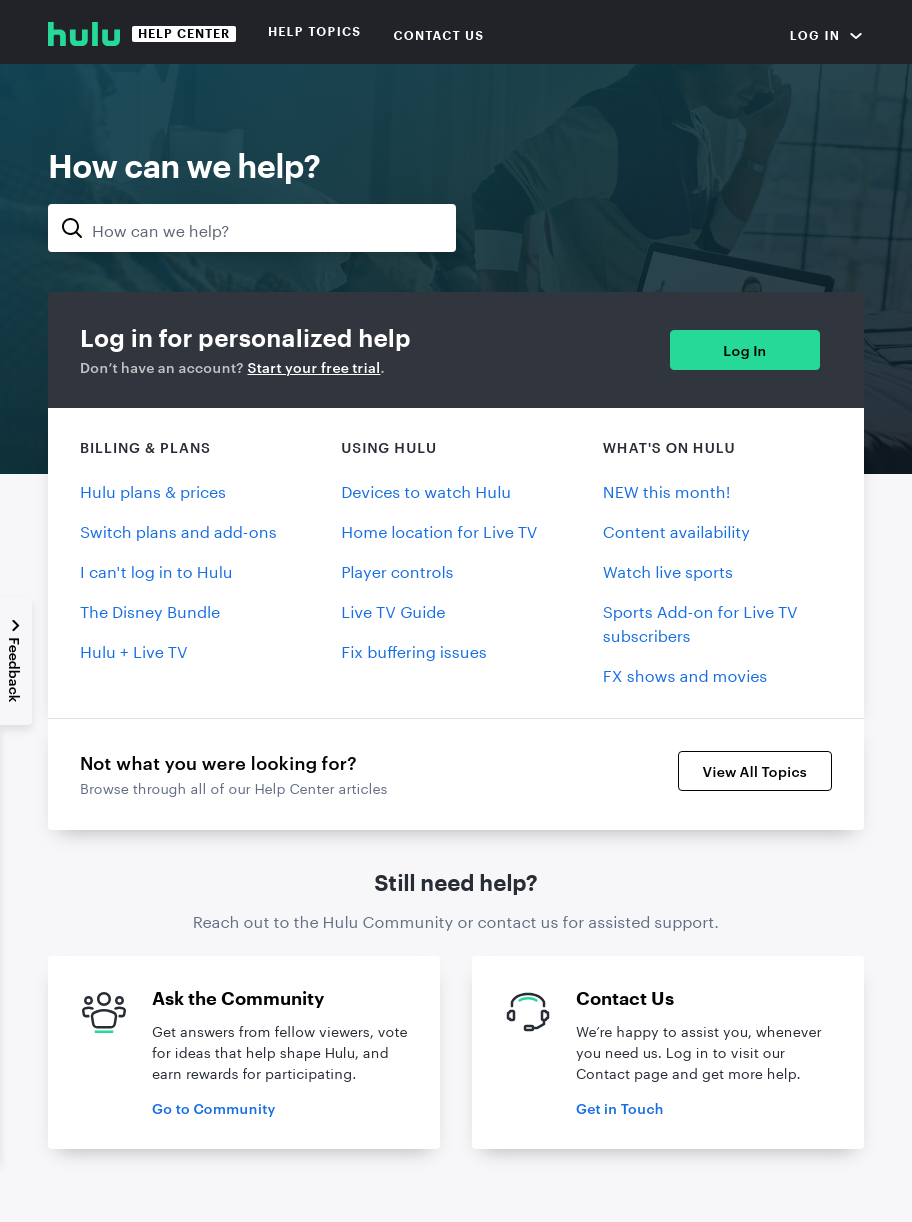 hulu HELP CENTER HELP TOPICS CONTACT US LOG IN
How can we help?
How can we help?
Log in for personalized help
Don’t have an account? Start your free trial.
Log In
BILLING & PLANS
Hulu plans & prices
Switch plans and add-ons
I can't log in to Hulu
The Disney Bundle
Hulu + Live TV
USING HULU
Devices to watch Hulu
Home location for Live TV
Player controls
Live TV Guide
Fix buffering issues
WHAT'S ON HULU
NEW this month!
Content availability
Watch live sports
Sports Add-on for Live TV
subscribers
FX shows and movies
Feedback
Not what you were looking for?
Browse through all of our Help Center articles
View All Topics
Still need help?
Reach out to the Hulu Community or contact us for assisted support.
Ask the Community
Get answers from fellow viewers, vote
for ideas that help shape Hulu, and
earn rewards for participating.
Go to Community
Contact Us
We’re happy to assist you, whenever
you need us. Log in to visit our
Contact page and get more help.
Get in Touch